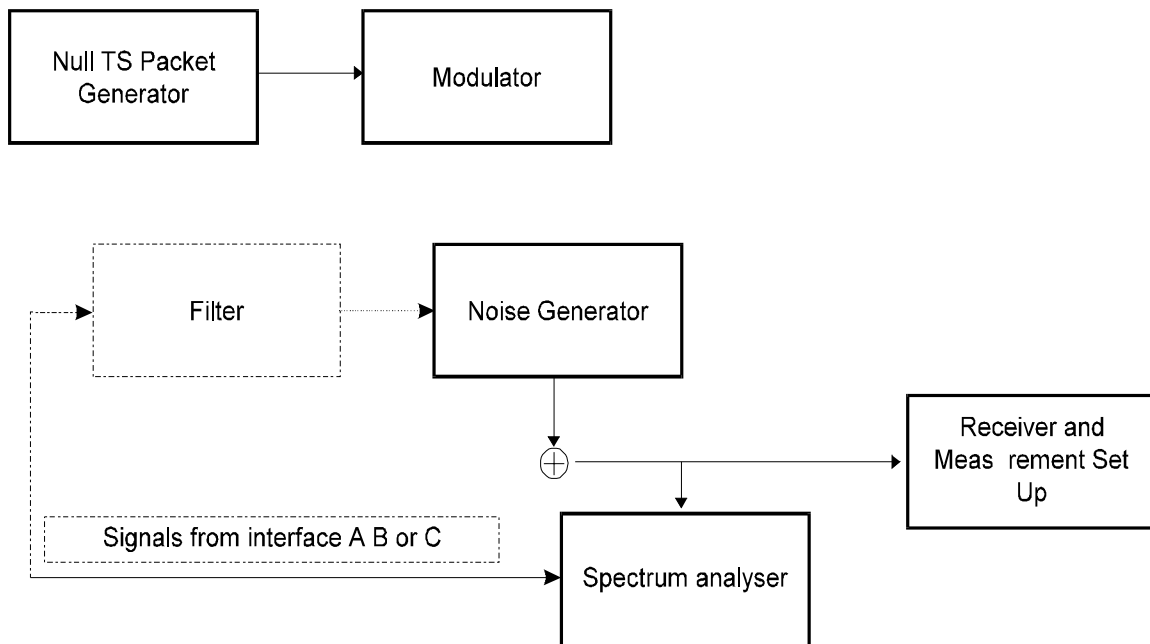 Null TS Packet
Generator
Modulator
Filter
Noise Generator
Receiver and
Meas rement Set
Up
Signals from interface A B or C
Spectrum analyser